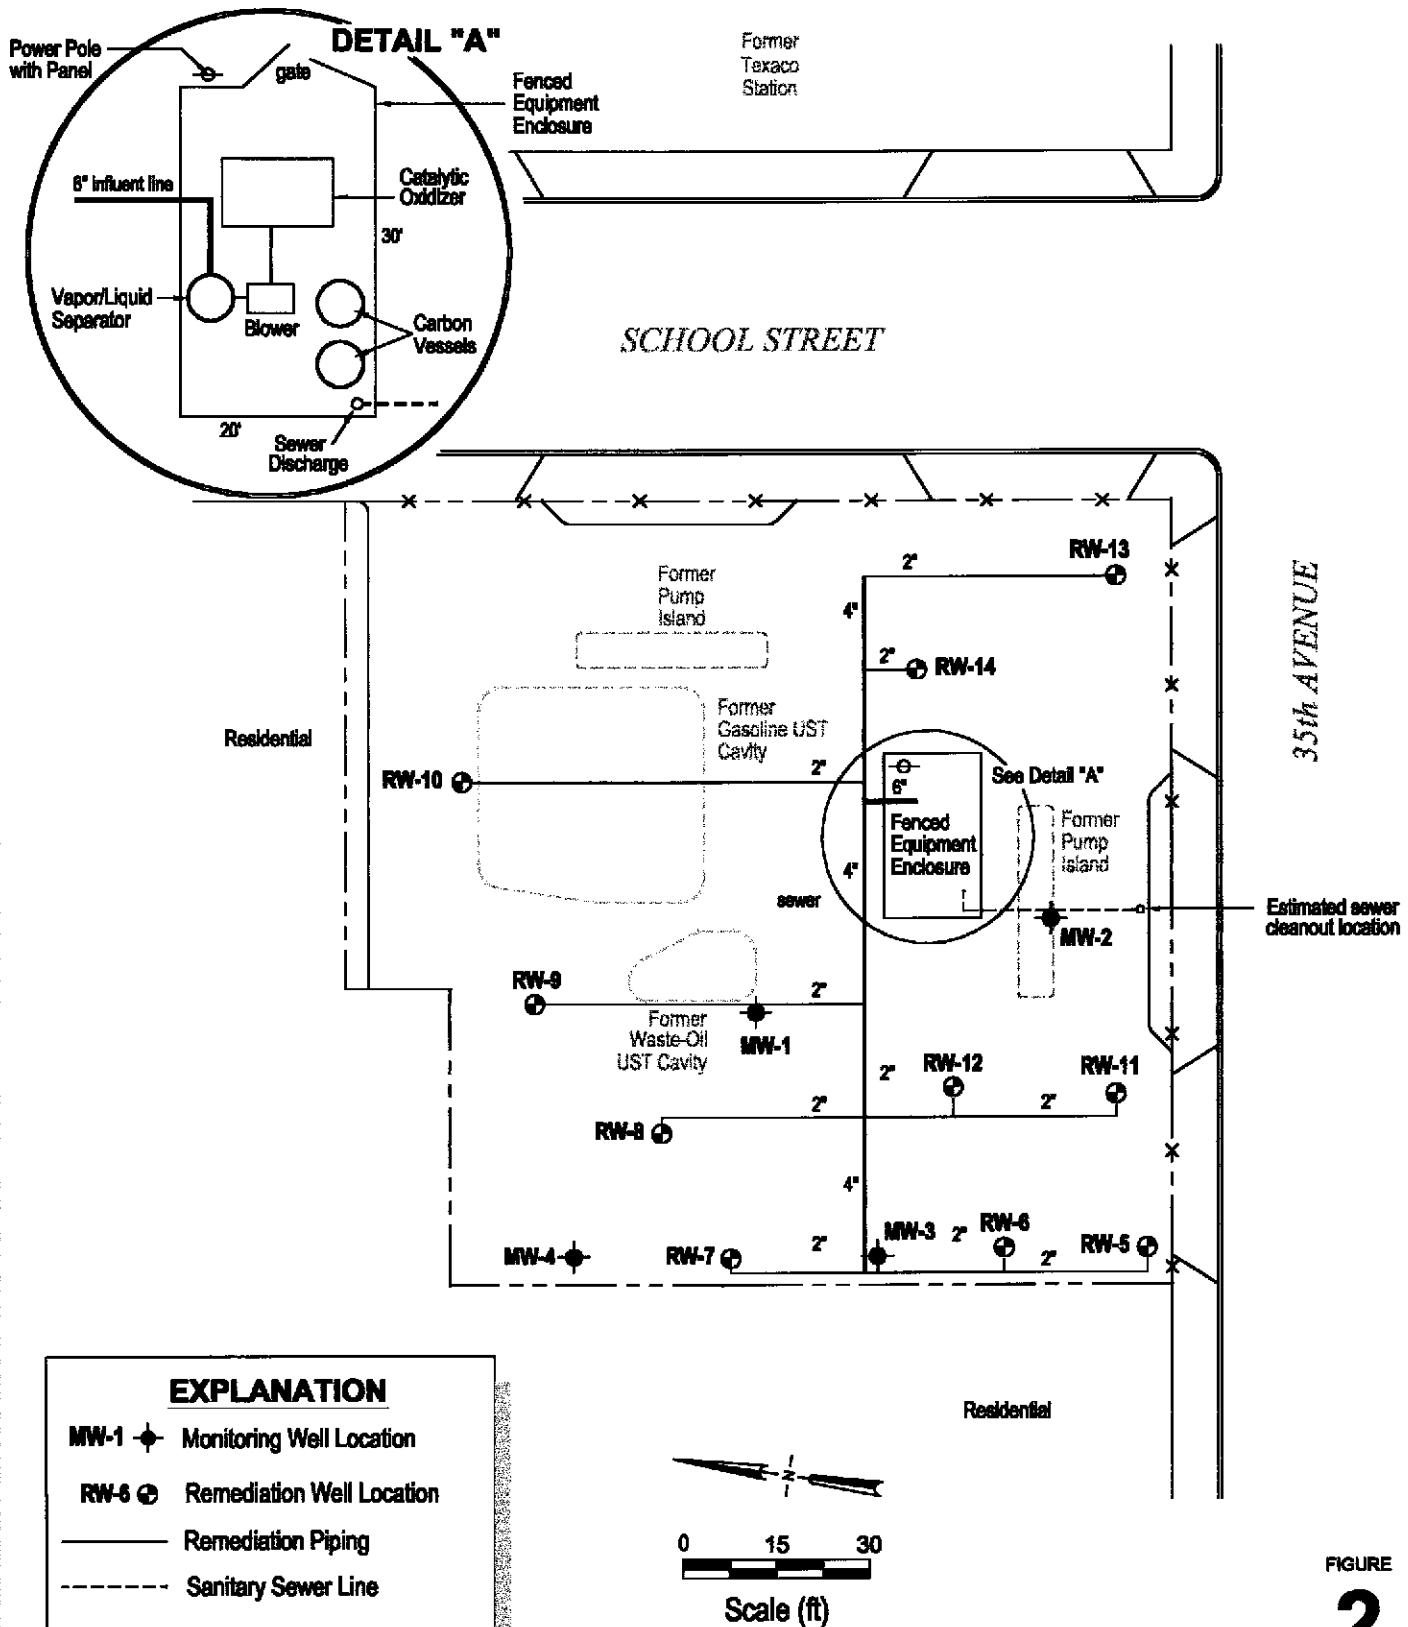 DETAIL "A"
Power Pole
with Panel
gate
Fenced
Equipment
Enclosure
6" influent line
Catalytic
Oxidizer
30'
Vapor/Liquid
Separator
Blower
Carbon
Vessels
20'
Sewer
Discharge
Former
Texaco
Station
SCHOOL STREET
35th AVENUE
RW-13
2"
4"
Former
Pump
Island
2"
RW-14
Former
Gasoline UST
Cavity
Residential
RW-10
2"
See Detail "A"
6"
Fenced
Equipment
Enclosure
Former
Pump
Island
4"
sewer
Estimated sewer
cleanout location
MW-2
RW-9
2"
Former
Waste-Oil
UST Cavity
MW-1
2"
RW-12
RW-11
2"
2"
RW-8
4"
MW-4
RW-7
2"
MW-3
2"
RW-6
2"
RW-5
EXPLANATION
MW-1 Monitoring Well Location
RW-6 Remediation Well Location
Remediation Piping
Sanitary Sewer Line
Residential
N
0 15 30
Scale (ft)
FIGURE
2